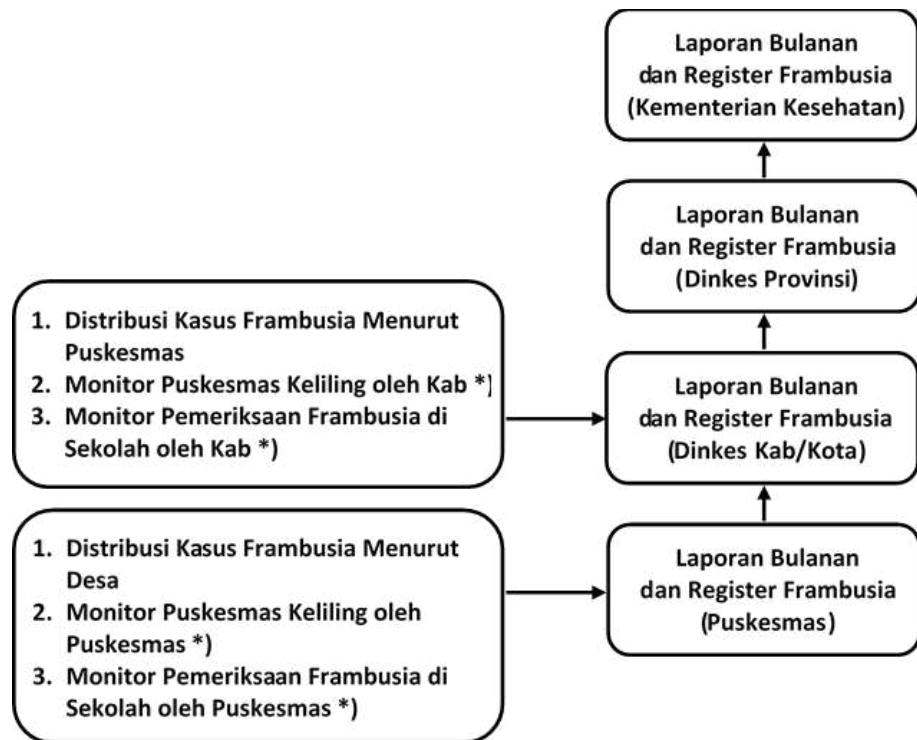 Laporan Bulanan
dan Register Frambusia
(Kementerian Kesehatan)
Laporan Bulanan
dan Register Frambusia
(Dinkes Provinsi)
1. Distribusi Kasus Frambusia Menurut
Puskesmas
2. Monitor Puskesmas Keliling oleh Kab *)
3. Monitor Pemeriksaan Frambusia di
Sekolah oleh Kab *)
Laporan Bulanan
dan Register Frambusia
(Dinkes Kab/Kota)
1. Distribusi Kasus Frambusia Menurut
Desa
2. Monitor Puskesmas Keliling oleh
Puskesmas *)
3. Monitor Pemeriksaan Frambusia di
Sekolah oleh Puskesmas *)
Laporan Bulanan
dan Register Frambusia
(Puskesmas)